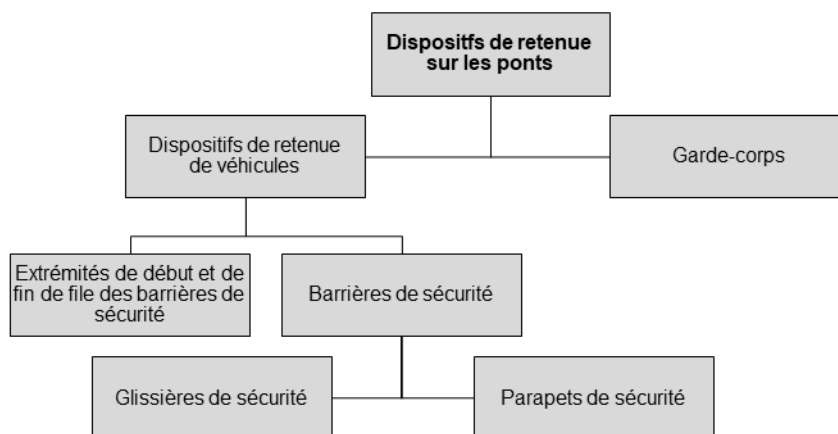 Dispositfs de retenue
sur les ponts
Dispositifs de retenue
de véhicules
Garde-corps
Extrémités de début et de
fin de file des barrières de
sécurité
Barrières de sécurité
Glissières de sécurité
Parapets de sécurité